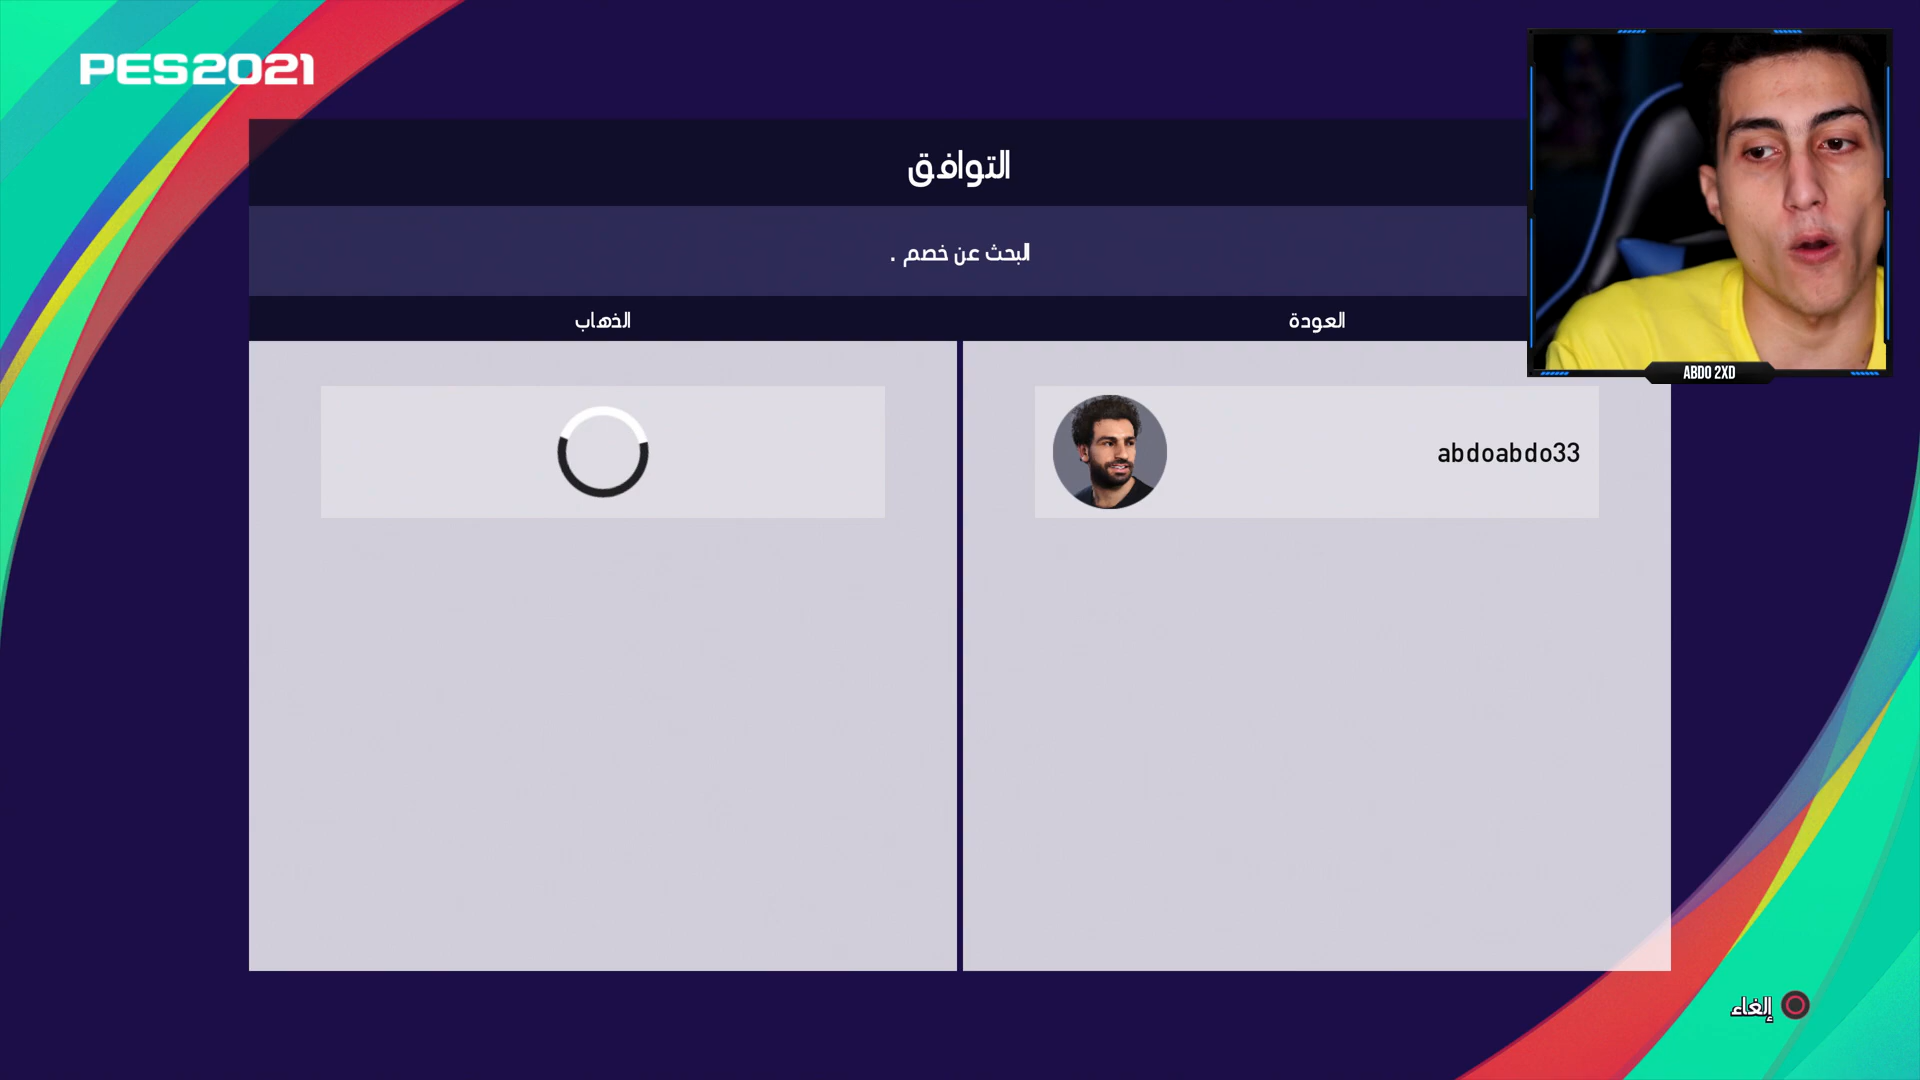 PES2021
التوافق
البحث عن خصم .
العودة
الذهاب
abdoabdo33
ABDO 2XD
إلغاء